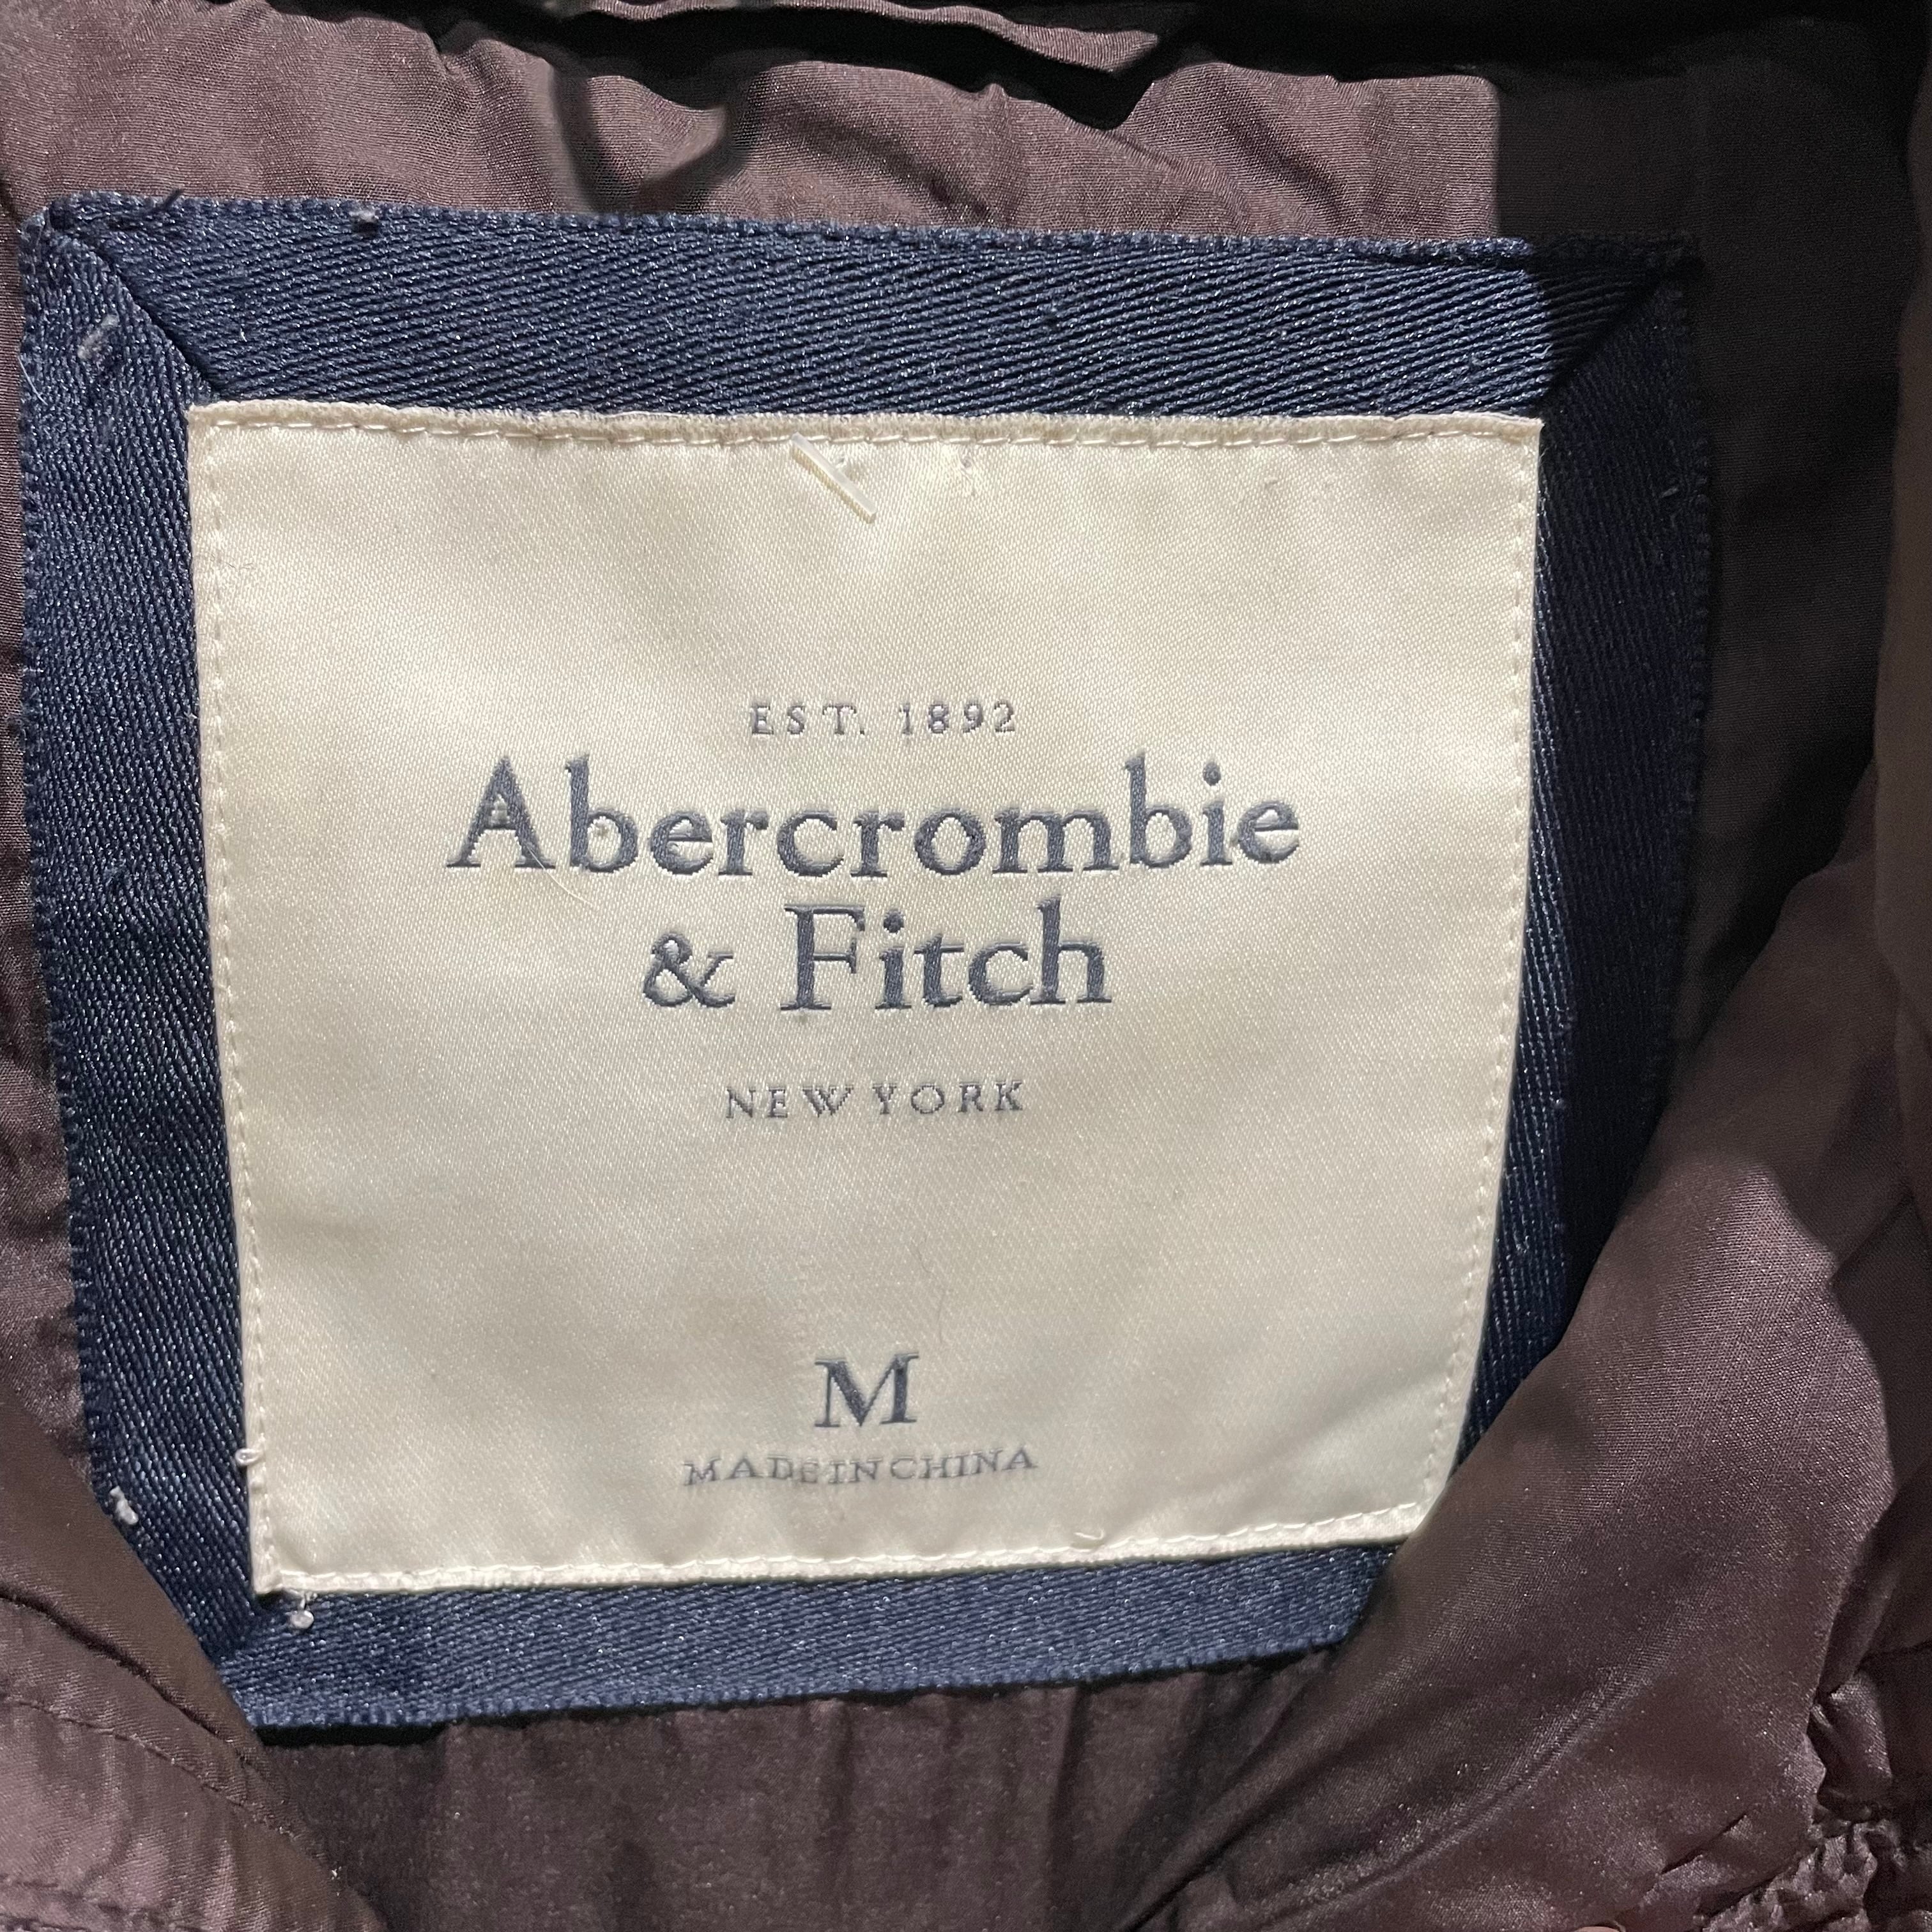 EST. 1892
Abercrombie
& Fitch
NEW YORK
M
MADE IN CHINA